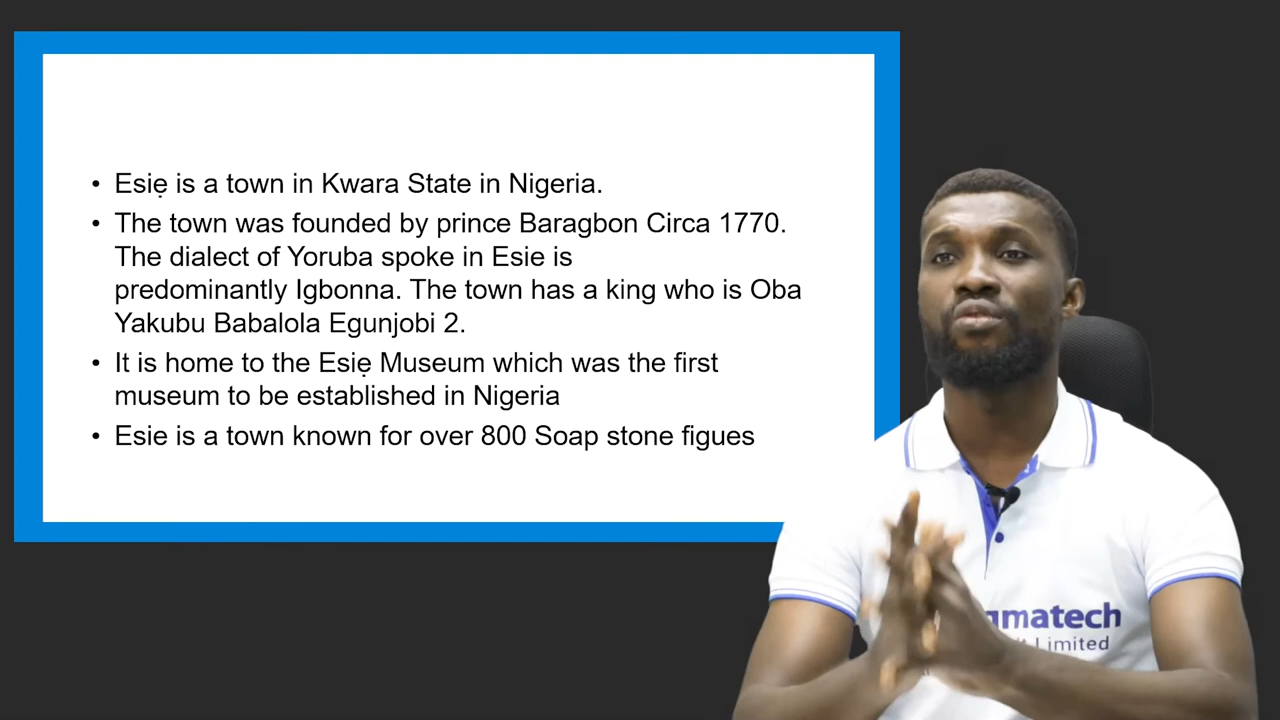 • Esiẹ is a town in Kwara State in Nigeria.
• The town was founded by prince Baragbon Circa 1770.
The dialect of Yoruba spoke in Esie is
predominantly Igbonna. The town has a king who is Oba
Yakubu Babalola Egunjobi 2.
• It is home to the Esiẹ Museum which was the first
museum to be established in Nigeria
• Esie is a town known for over 800 Soap stone figues
gmatech
Limited